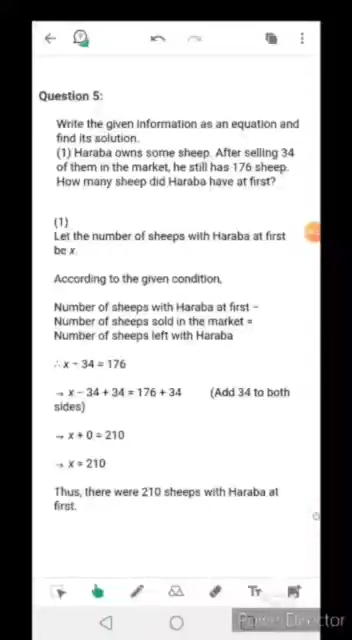 Question 5:
Write the given information as an equation and
find its solution.
(1) Haraba owns some sheep. After selling 34
of them in the market, he still has 176 sheep.
How many sheep did Haraba have at first?
(1)
Let the number of sheeps with Haraba at first
be x.
According to the given condition,
Number of sheeps with Haraba at first −
Number of sheeps sold in the market =
Number of sheeps left with Haraba
∴ x − 34 = 176
→ x − 34 + 34 = 176 + 34 (Add 34 to both
sides)
→ x + 0 = 210
→ x = 210
Thus, there were 210 sheeps with Haraba at
first.
Tт
PowerDirector